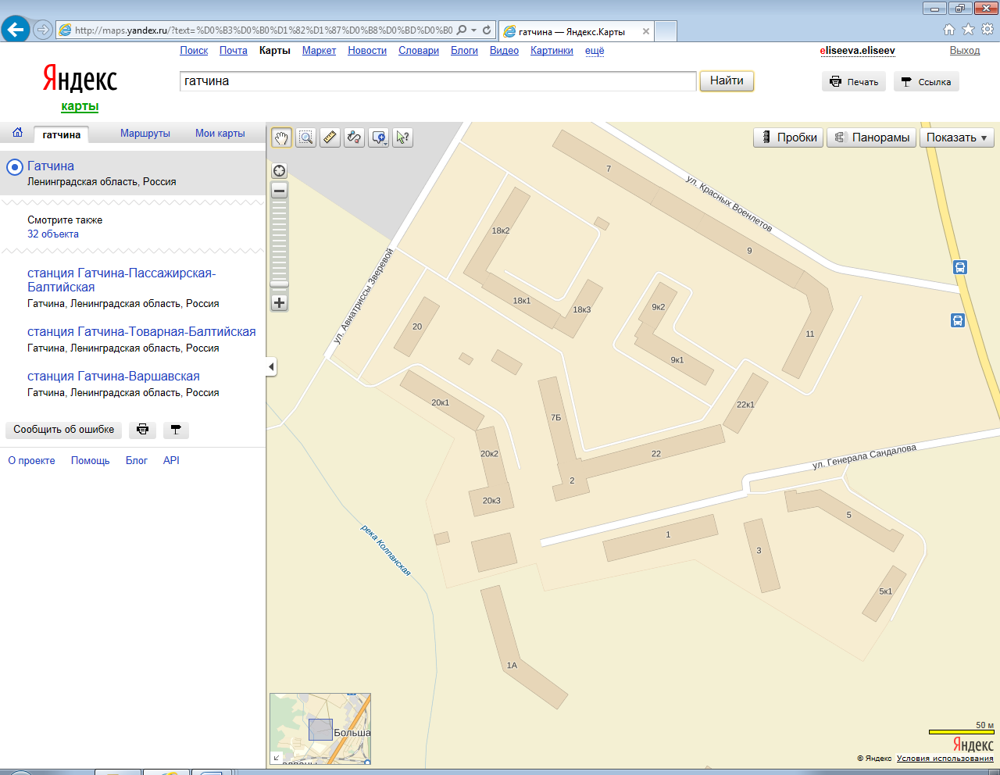 http://maps.yandex.ru/?text=%D0%B3%D0%B0%D1%82%D1%87%D0%B8%D0%BD%D0%B0
гатчина — Яндекс.Карты
Поиск Почта Карты Маркет Новости Словари Блоги Видео Картинки ещё
eliseeva.eliseev
Выход
Яндекс
карты
гатчина
Найти
Печать
Ссылка
гатчина
Маршруты
Мои карты
Гатчина
Ленинградская область, Россия
Смотрите также
32 объекта
станция Гатчина-Пассажирская-
Балтийская
Гатчина, Ленинградская область, Россия
станция Гатчина-Товарная-Балтийская
Гатчина, Ленинградская область, Россия
станция Гатчина-Варшавская
Гатчина, Ленинградская область, Россия
Сообщить об ошибке
О проекте Помощь Блог API
Пробки
Панорамы
Показать
7
ул. Красных Военлетов
18к2
9
ул. Авиатриссы Зверевой
18к1
18к3
9к2
20
11
9к1
20к1
22к1
7Б
20к2
22
ул. Генерала Сандалова
2
20к3
5
1
3
река Колпанская
5к1
1А
Больша
50 м
Яндекс
© Яндекс Условия использования